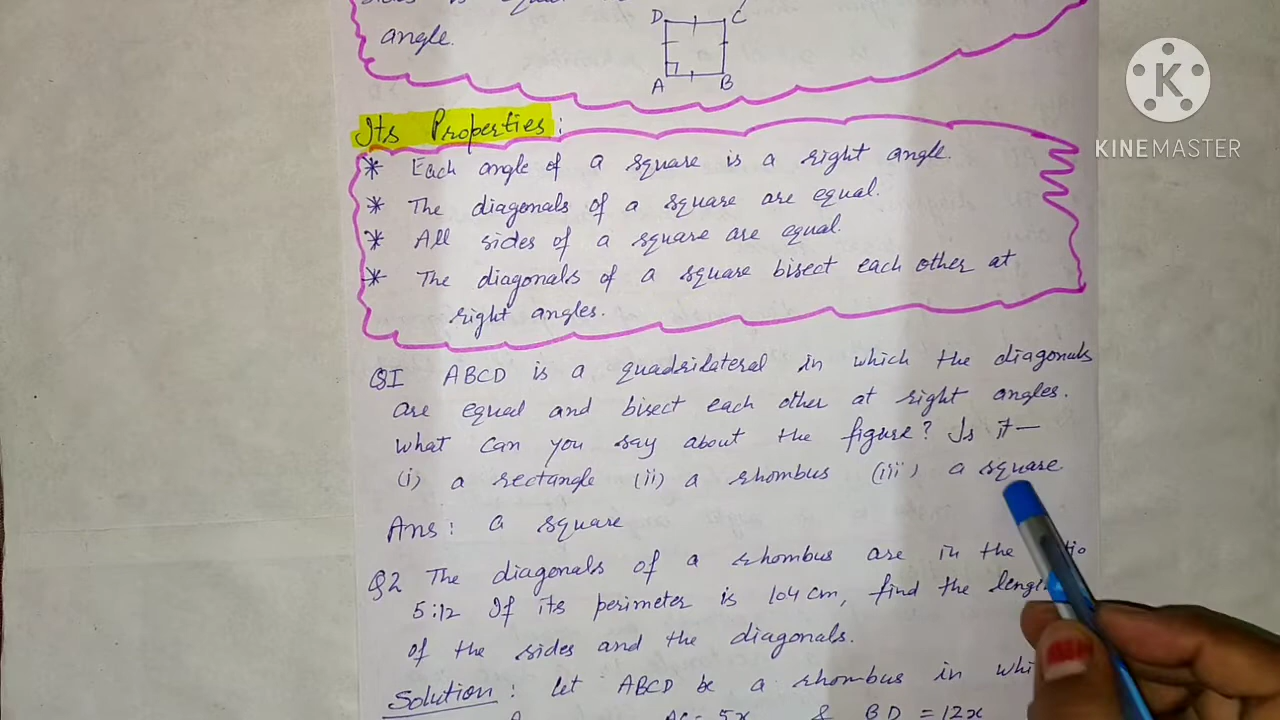 is equal
angle.
D C
A B
K
KINEMASTER
Its Properties:
* Each angle of a square is a right angle.
* The diagonals of a square are equal.
* All sides of a square are equal.
* The diagonals of a square bisect each other at
right angles.
Q1 ABCD is a quadrilateral in which the diagonals
are equal and bisect each other at right angles.
What can you say about the figure? Is it—
(i) a rectangle (ii) a rhombus (iii) a square
Ans: a square
Q2 The diagonals of a rhombus are in the
5:12 If its perimeter is 104 cm, find the
of the sides and the diagonals.
Solution: let ABCD be a rhombus in
AC = 5x & BD = 12x